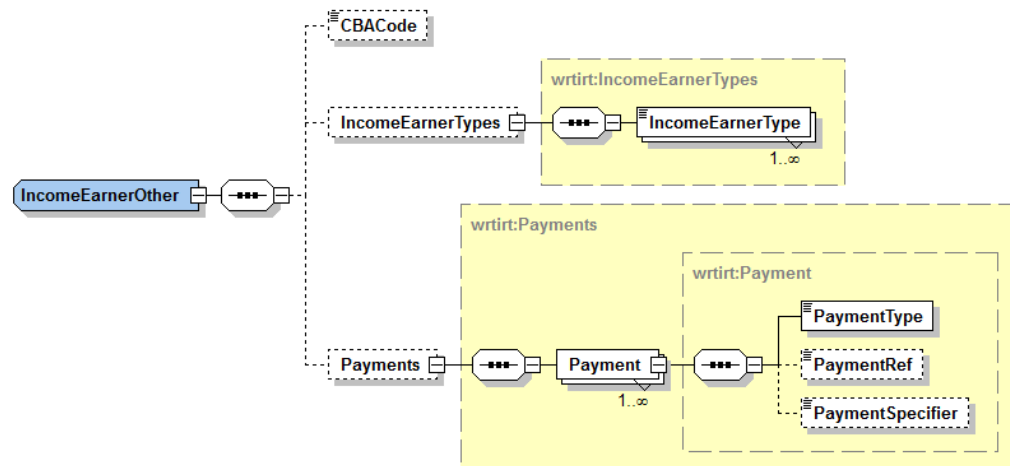 CBACode
wrtirt:IncomeEarnerTypes
IncomeEarnerTypes
IncomeEarnerType
1..∞
IncomeEarnerOther
wrtirt:Payments
wrtirt:Payment
PaymentType
Payments
Payment
PaymentRef
1..∞
PaymentSpecifier